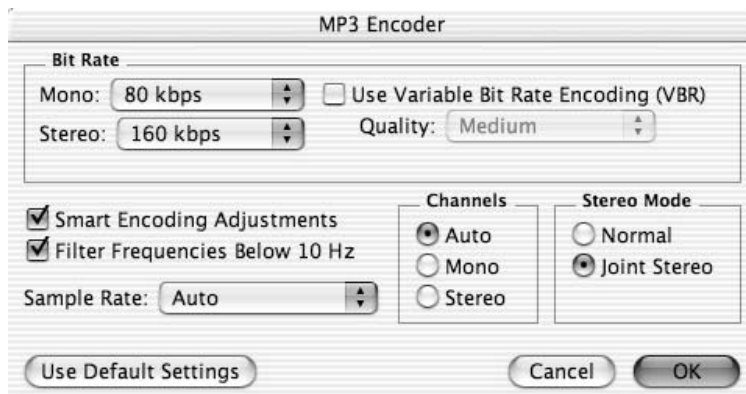 MP3 Encoder
Bit Rate
Mono: 80 kbps Use Variable Bit Rate Encoding (VBR)
Stereo: 160 kbps Quality: Medium
Smart Encoding Adjustments
Filter Frequencies Below 10 Hz
Sample Rate: Auto
Channels
Auto
Mono
Stereo
Stereo Mode
Normal
Joint Stereo
Use Default Settings Cancel OK